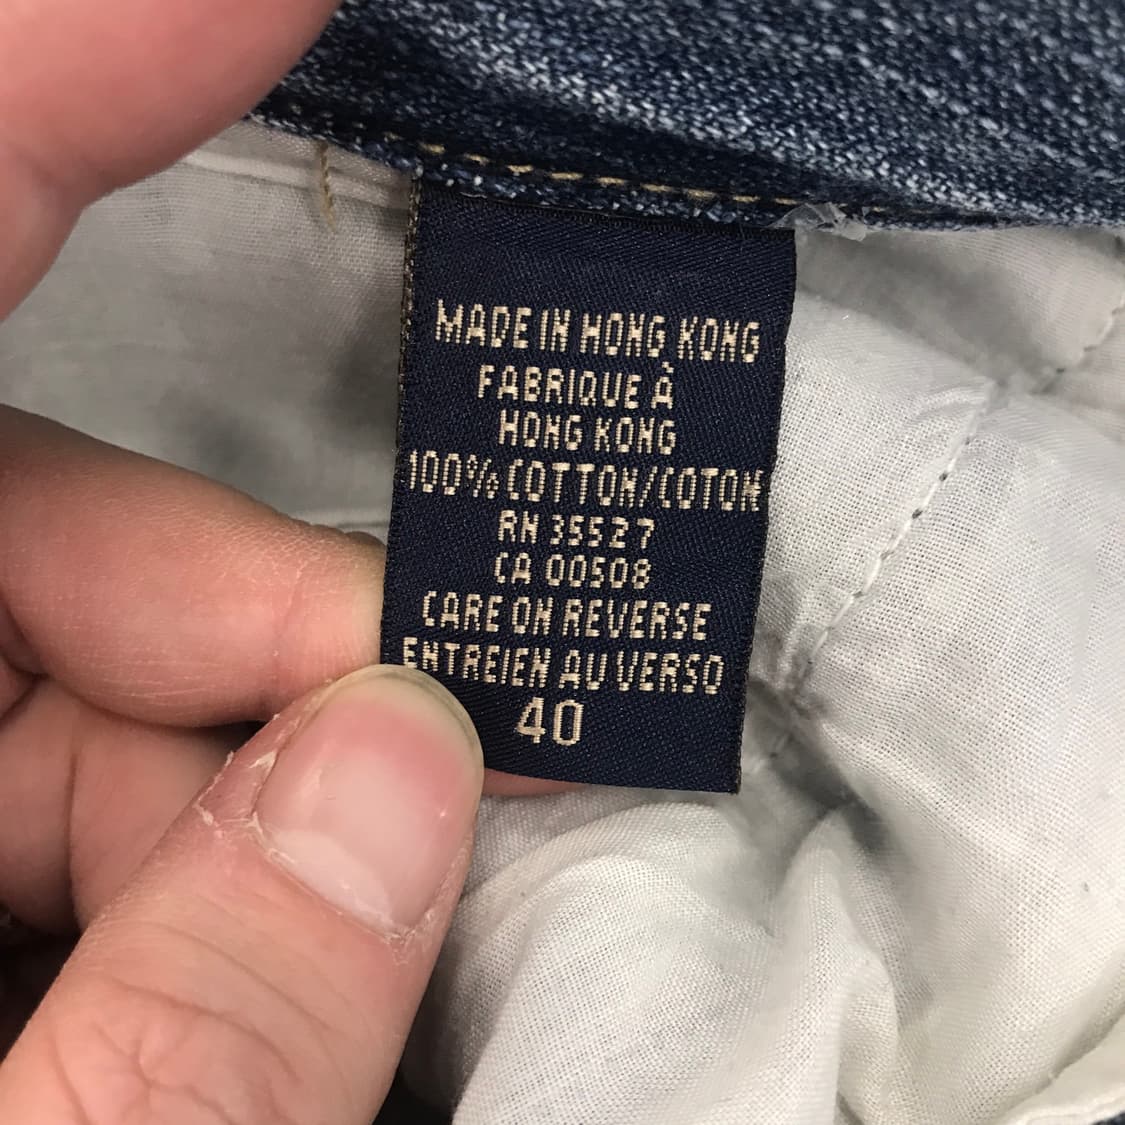 MADE IN HONG KONG
FABRIQUE À
HONG KONG
100% COTTON/COTON
RN 35527
CA 00508
CARE ON REVERSE
ENTREIEN AU VERSO
40